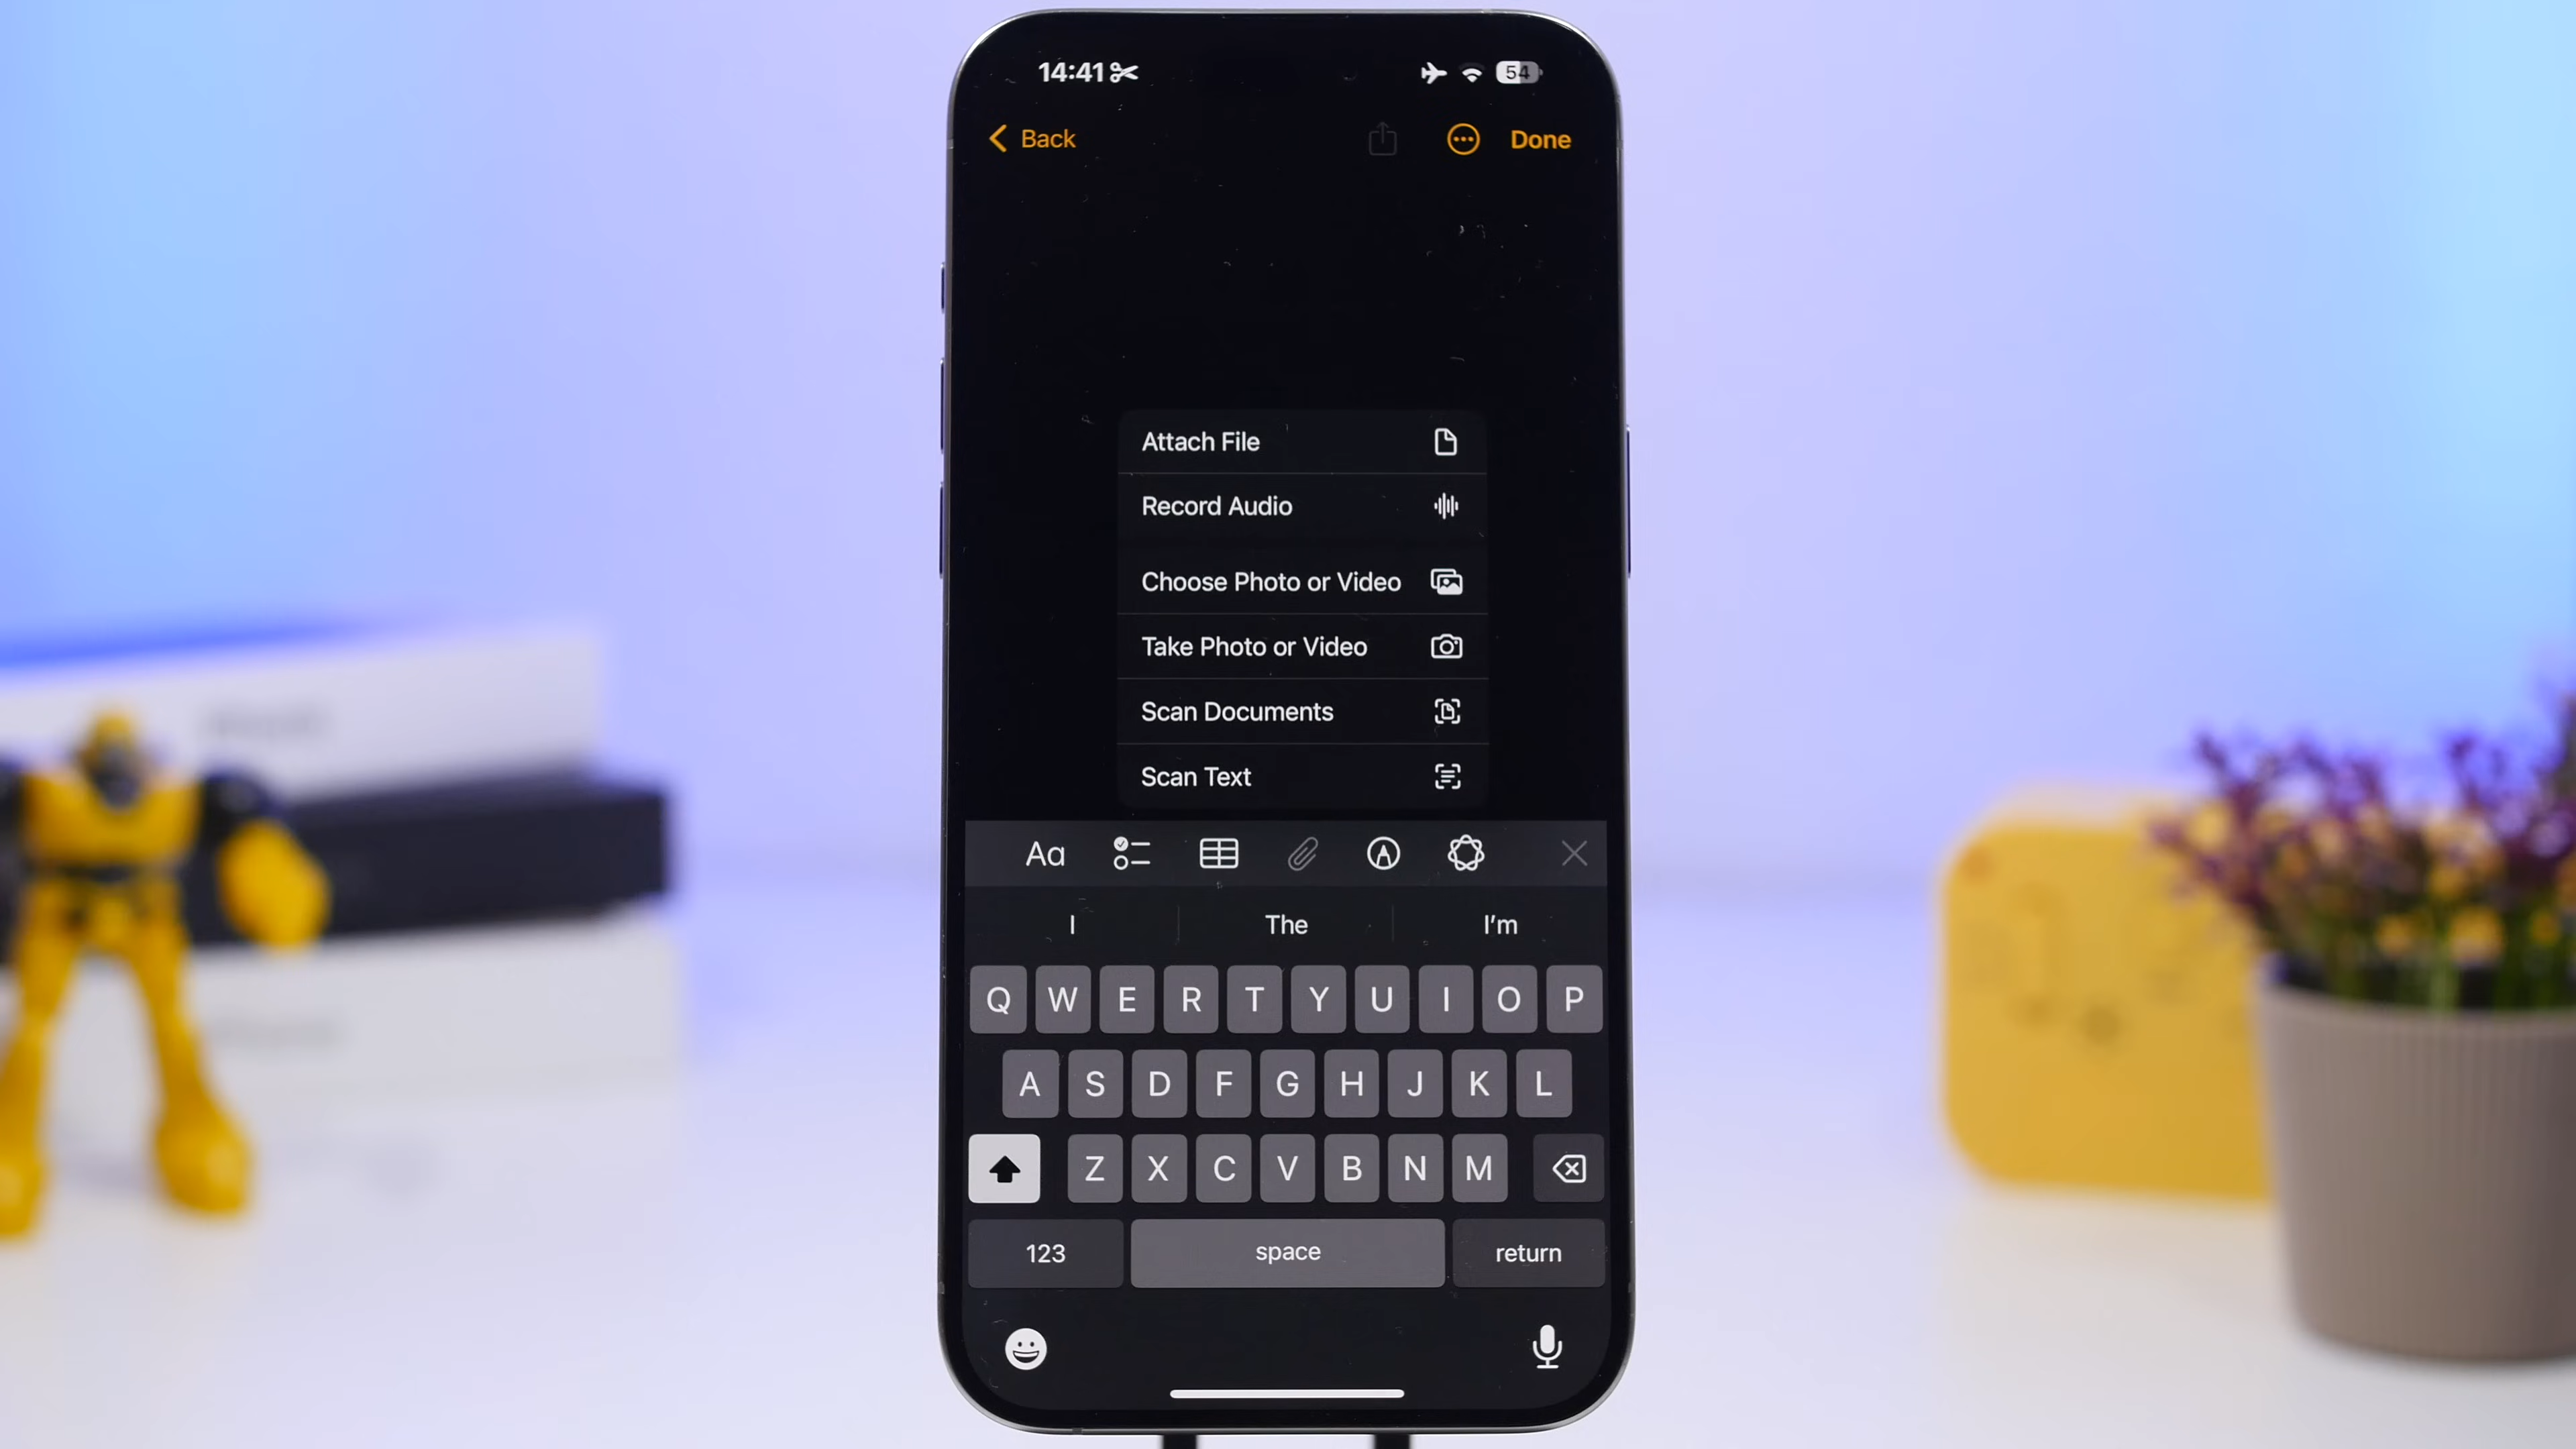 14:41 54
Back Done
Attach File
Record Audio
Choose Photo or Video
Take Photo or Video
Scan Documents
Scan Text
Aa
I The I'm
Q W E R T Y U I O P
A S D F G H J K L
Z X C V B N M
123 space return